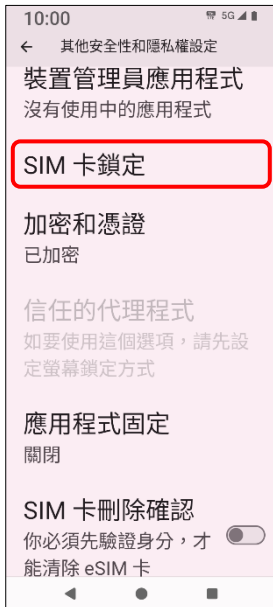 10:00 5G
其他安全性和隱私權設定
裝置管理員應用程式
沒有使用中的應用程式
SIM 卡鎖定
加密和憑證
已加密
信任的代理程式
如要使用這個選項，請先設
定螢幕鎖定方式
應用程式固定
關閉
SIM 卡刪除確認
你必須先驗證身分，才
能清除 eSIM 卡